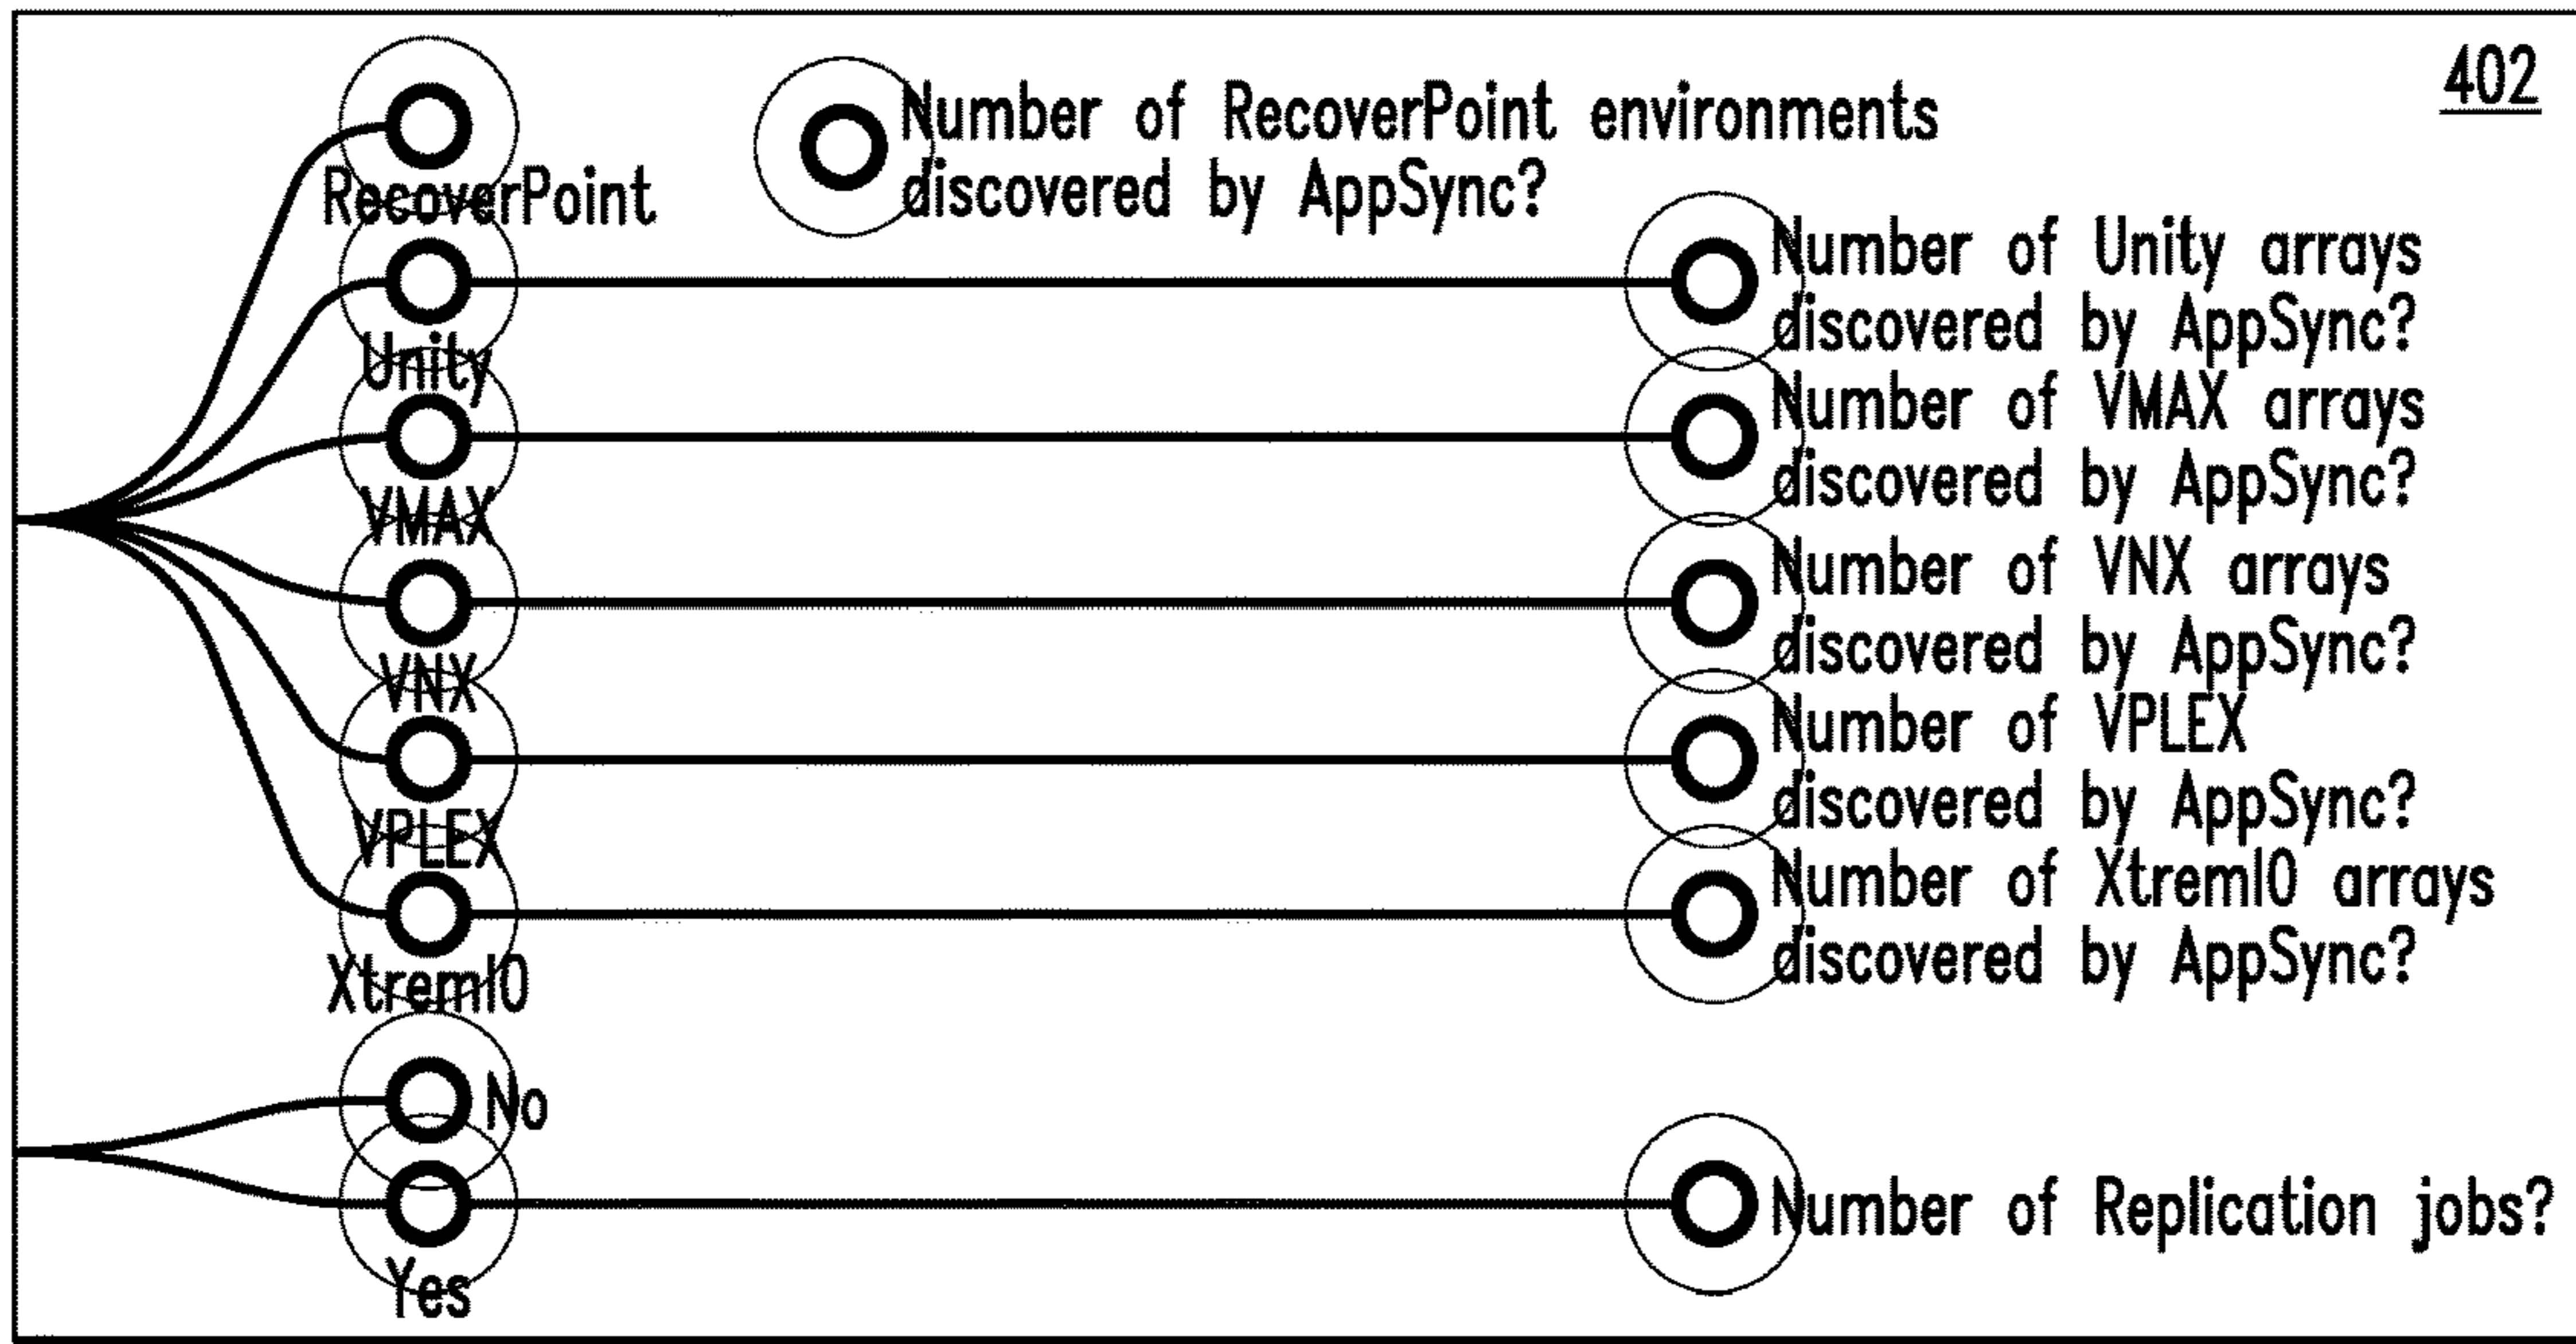 402
Number of RecoverPoint environments
discovered by AppSync?
RecoverPoint
Number of Unity arrays
discovered by AppSync?
Unity
Number of VMAX arrays
discovered by AppSync?
VMAX
Number of VNX arrays
discovered by AppSync?
VNX
Number of VPLEX
discovered by AppSync?
VPLEX
Number of XtremIO arrays
discovered by AppSync?
XtremIO
No
Number of Replication jobs?
Yes